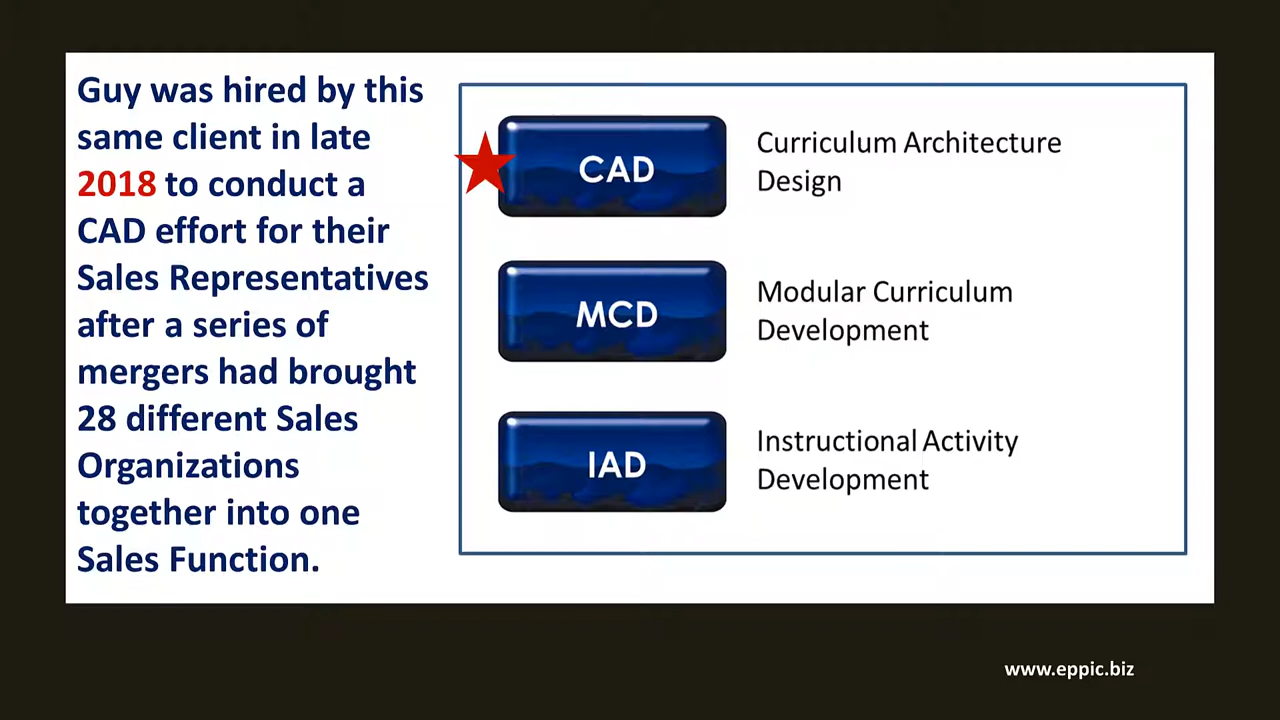 Guy was hired by this
same client in late
2018 to conduct a
CAD effort for their
Sales Representatives
after a series of
mergers had brought
28 different Sales
Organizations
together into one
Sales Function.
CAD
Curriculum Architecture
Design
MCD
Modular Curriculum
Development
IAD
Instructional Activity
Development
www.eppic.biz